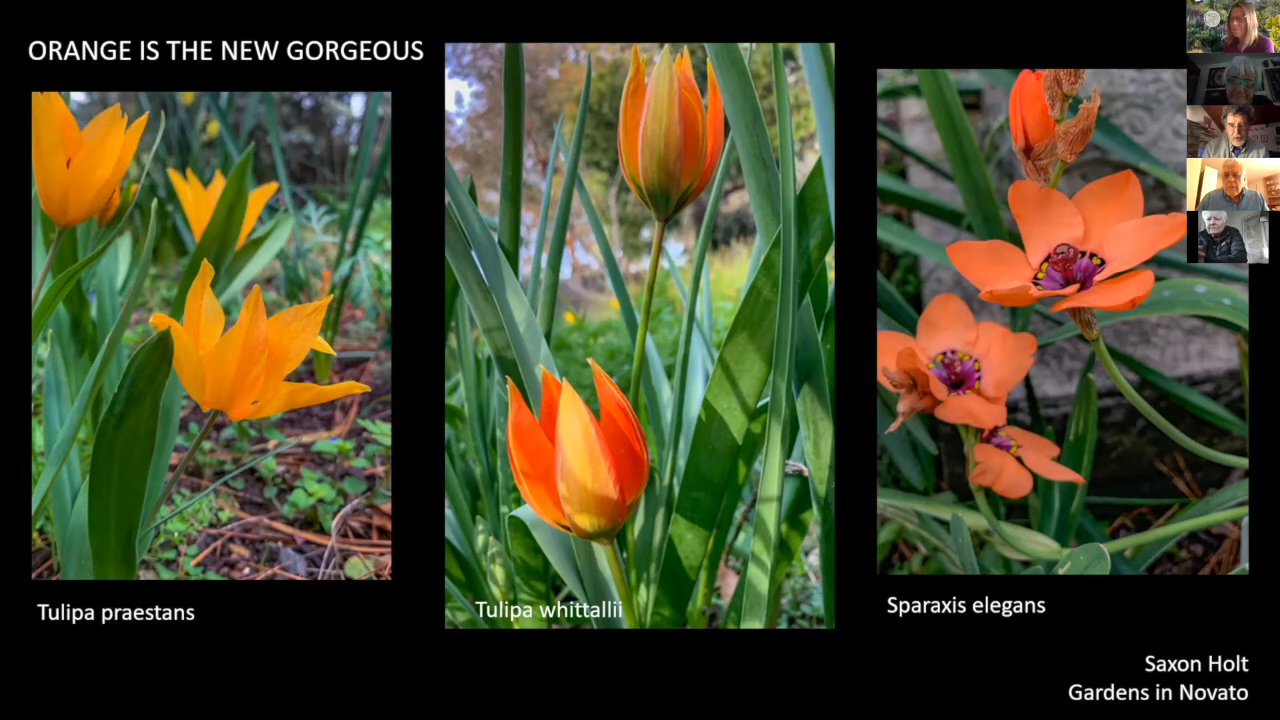 ORANGE IS THE NEW GORGEOUS
Tulipa praestans
Tulipa whittallii
Sparaxis elegans
Saxon Holt
Gardens in Novato